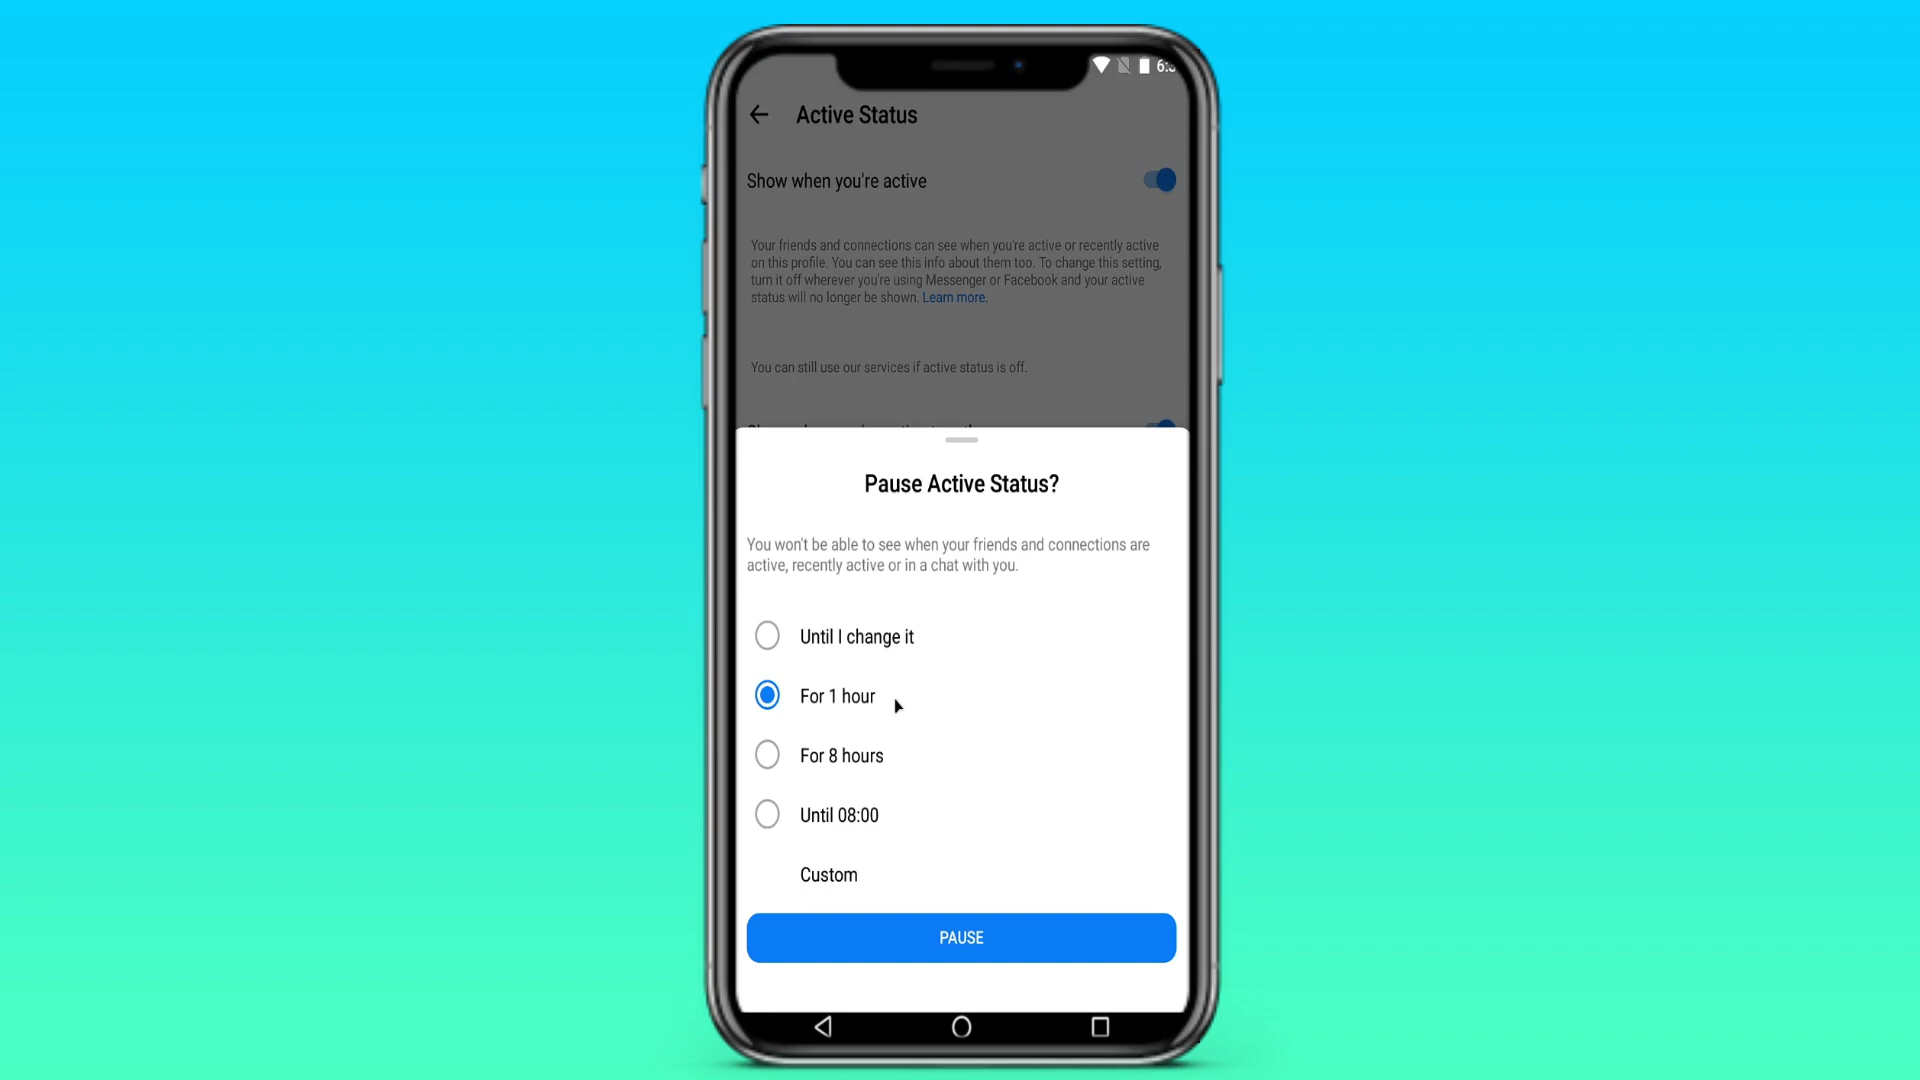 Active Status
Show when you're active
Your friends and connections can see when you're active or recently active
on this profile. You can see this info about them too. To change this setting,
turn it off wherever you're using Messenger or Facebook and your active
status will no longer be shown. Learn more.
You can still use our services if active status is off.
Pause Active Status?
You won't be able to see when your friends and connections are
active, recently active or in a chat with you.
Until I change it
For 1 hour
For 8 hours
Until 08:00
Custom
PAUSE